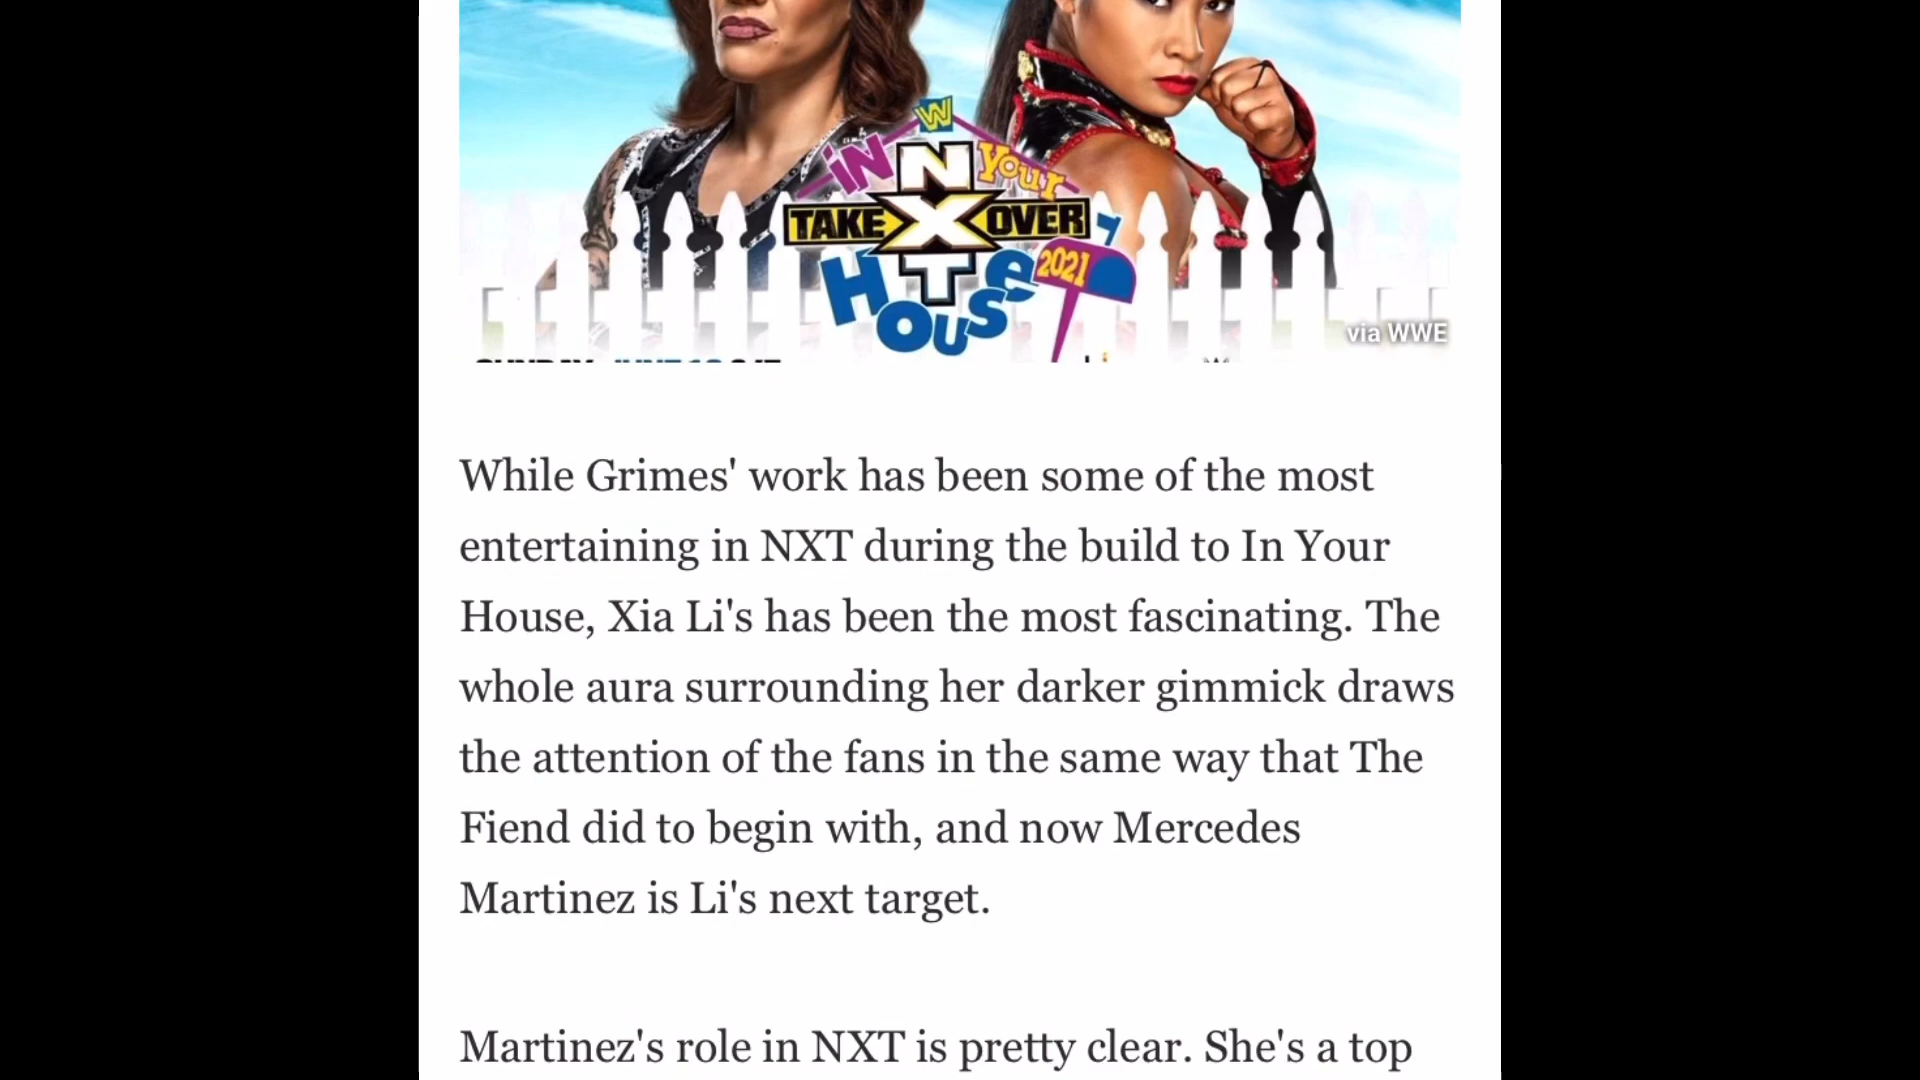 W
iN NXT Your
TAKE OVER
House 2021
via WWE
While Grimes' work has been some of the most
entertaining in NXT during the build to In Your
House, Xia Li's has been the most fascinating. The
whole aura surrounding her darker gimmick draws
the attention of the fans in the same way that The
Fiend did to begin with, and now Mercedes
Martinez is Li's next target.
Martinez's role in NXT is pretty clear. She's a top